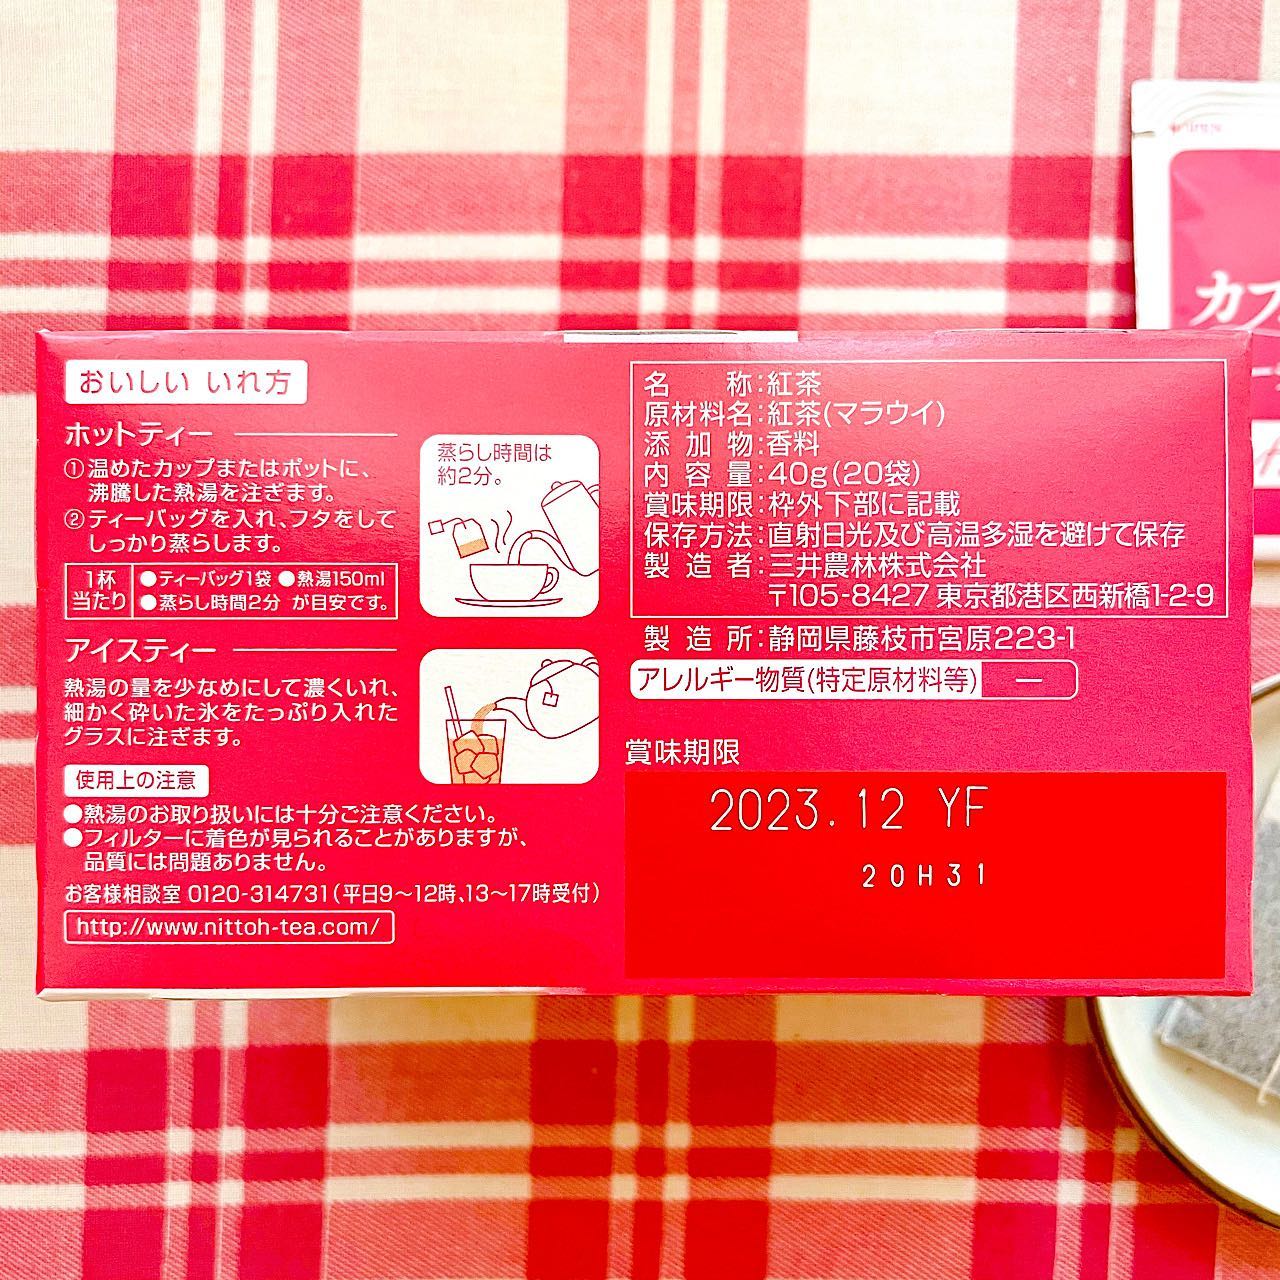 おいしい いれ方
ホットティー
①温めたカップまたはポットに、
沸騰した熱湯を注ぎます。
②ティーバッグを入れ、フタをして
しっかり蒸らします。
1杯当たり
●ティーバッグ1袋 ●熱湯150ml
●蒸らし時間2分 が目安です。
蒸らし時間は
約2分。
アイスティー
熱湯の量を少なめにして濃くいれ、
細かく砕いた氷をたっぷり入れた
グラスに注ぎます。
使用上の注意
●熱湯のお取り扱いには十分ご注意ください。
●フィルターに着色が見られることがありますが、
品質には問題ありません。
お客様相談室 0120-314731(平日9〜12時、13〜17時受付)
http://www.nittoh-tea.com/
名称:紅茶
原材料名:紅茶(マラウイ)
添加物:香料
内容量:40g(20袋)
賞味期限:枠外下部に記載
保存方法:直射日光及び高温多湿を避けて保存
製造者:三井農林株式会社
〒105-8427 東京都港区西新橋1-2-9
製造所:静岡県藤枝市宮原223-1
アレルギー物質(特定原材料等) ―
賞味期限
2023.12 YF
20H31
カフ